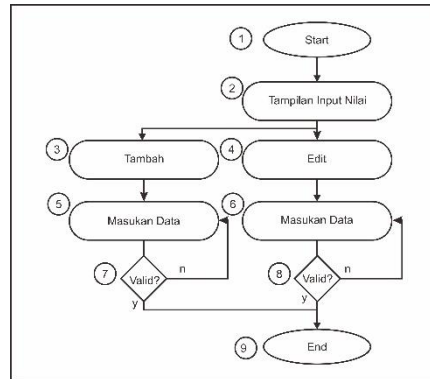 1 Start
2 Tampilan Input Nilai
3 Tambah
4 Edit
5 Masukan Data
6 Masukan Data
7 Valid? n
y
8 Valid? n
y
9 End